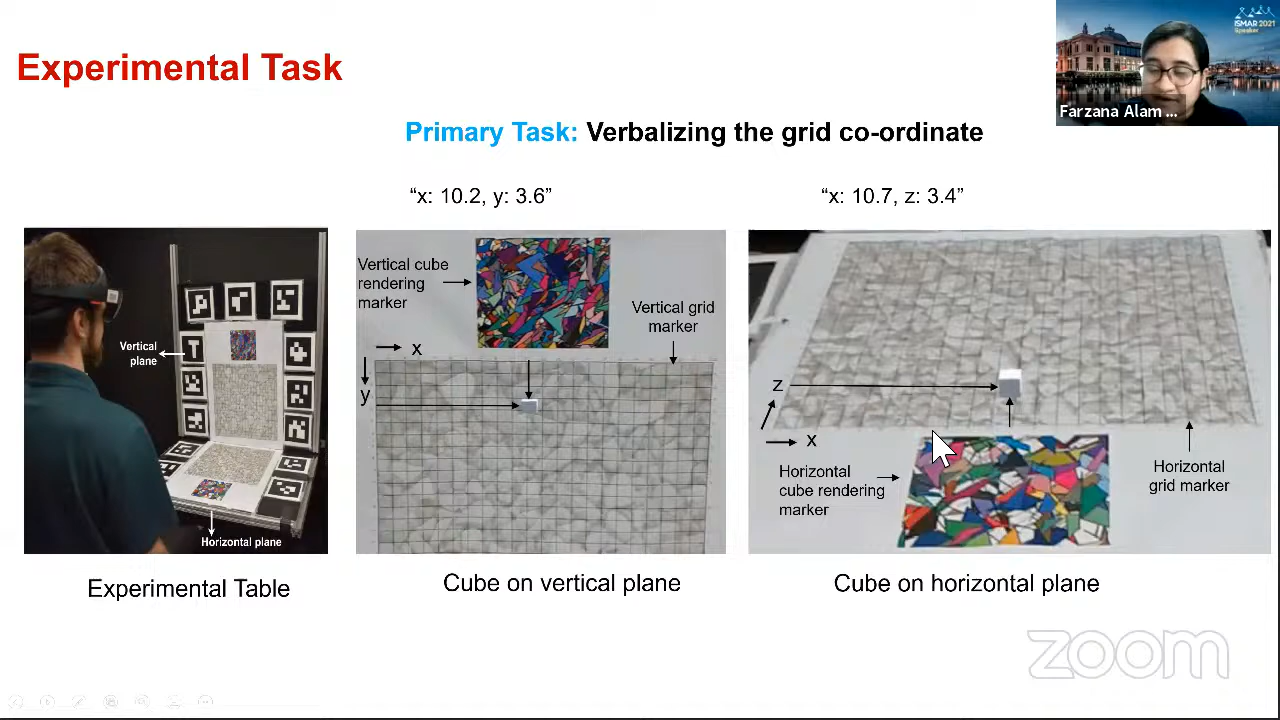 Experimental Task
ISMAR 2021
Speaker
Farzana Alam ...
Primary Task: Verbalizing the grid co-ordinate
“x: 10.2, y: 3.6”
“x: 10.7, z: 3.4”
Vertical
plane
Horizontal plane
Vertical cube
rendering
marker
Vertical grid
marker
x
y
z
x
Horizontal
cube rendering
marker
Horizontal
grid marker
Experimental Table
Cube on vertical plane
Cube on horizontal plane
zoom